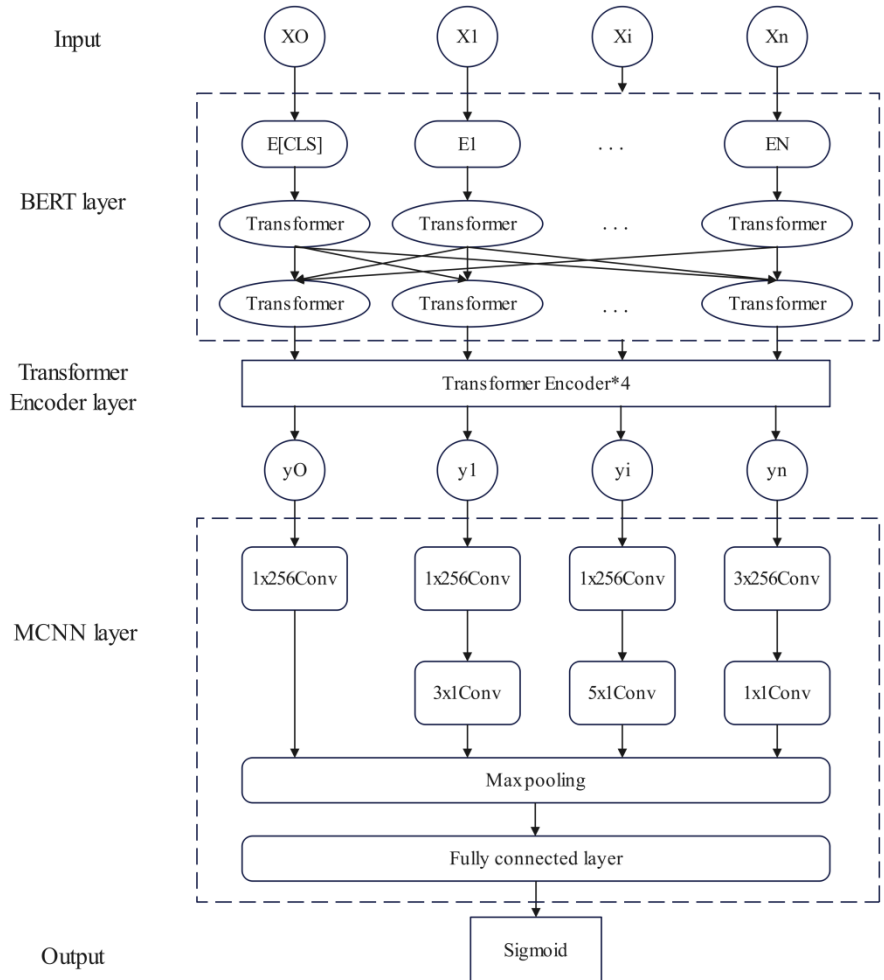 Input
XO X1 Xi Xn
E[CLS] E1 ... EN
BERT layer
Transformer Transformer ... Transformer
Transformer Transformer ... Transformer
Transformer
Encoder layer
Transformer Encoder*4
yO y1 yi yn
1x256Conv 1x256Conv 1x256Conv 3x256Conv
MCNN layer
3x1Conv 5x1Conv 1x1Conv
Max pooling
Fully connected layer
Output
Sigmoid